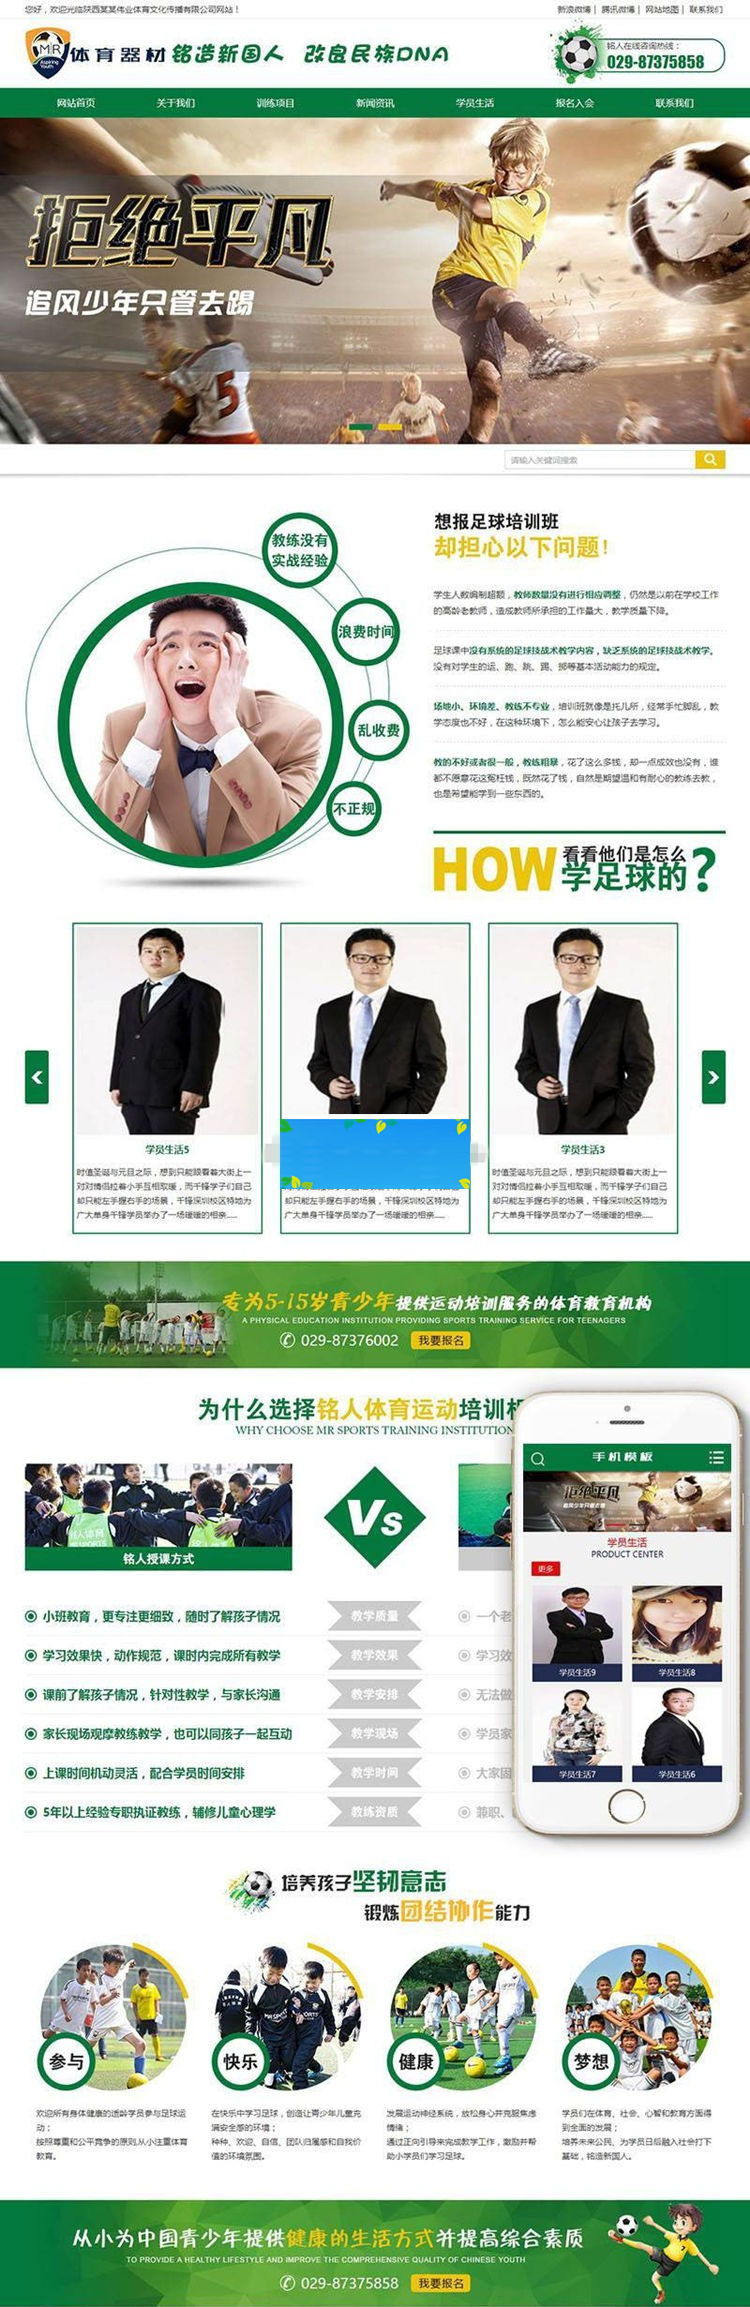 您好，欢迎光临陕西某某伟业体育文化传播有限公司网站！
新浪微博 | 腾讯微博 | 网站地图 | 联系我们
MR
Aspiring Youth
体育器材 铭造新国人 改良民族DNA
铭人在线咨询热线：
029-87375858
网站首页 关于我们 训练项目 新闻资讯 学员生活 报名入会 联系我们
拒绝平凡
追风少年只管去踢
5
请输入关键词搜索
教练没有
实战经验
浪费时间
乱收费
不正规
想报足球培训班
却担心以下问题！
学生人数编制超额，教师数量没有进行相应调整，仍然是以前在学校工作
的高龄老教师，造成教师所承担的工作量大，教学质量下降。
足球课中没有系统的足球技战术教学内容，缺乏系统的足球技战术教学。
没有对学生的运、跑、跳、踢、掷等基本活动能力的规定。
场地小、环境差、教练不专业，培训班就像是托儿所，经常手忙脚乱，教
学态度也不好，在这种环境下，怎么能安心让孩子去学习。
教的不好或者很一般，教练粗暴，花了这么多钱，却一点成效也没有，谁
都不愿意花这冤枉钱，既然花了钱，自然是期望温和有耐心的教练去教，
也是希望能学到一些东西的。
HOW 看看他们是怎么
学足球的？
学员生活5
时值圣诞与元旦之际，想到只能跟看着大街上一
对对情侣拉着小手互相取暖，而千锋学子们自己
却只能左手握右手的场景，千锋深圳校区特地为
广大单身千锋学员举办了一场暖暖的相亲......
却只能左手握右手的场景，千锋深圳校区特地为
广大单身千锋学员举办了一场暖暖的相亲......
学员生活3
时值圣诞与元旦之际，想到只能跟看着大街上一
对对情侣拉着小手互相取暖，而千锋学子们自己
却只能左手握右手的场景，千锋深圳校区特地为
广大单身千锋学员举办了一场暖暖的相亲......
专为5-15岁青少年提供运动培训服务的体育教育机构
A PHYSICAL EDUCATION INSTITUTION PROVIDING SPORTS TRAINING SERVICE FOR TEENAGERS
029-87376002 我要报名
为什么选择铭人体育运动培训机
WHY CHOOSE MR SPORTS TRAINING INSTITUTION
铭人授课方式
Vs
小班教育，更专注更细致，随时了解孩子情况 教学质量 一个老
学习效果快，动作规范，课时内完成所有教学 教学效果 学习效
课前了解孩子情况，针对性教学，与家长沟通 教学安排 无法做
家长现场观摩教练教学，也可以同孩子一起互动 教学现场 学员家
上课时间机动灵活，配合学员时间安排 教学时间 大家固
5年以上经验专职执证教练，辅修儿童心理学 教练资质 兼职、
手机模板
拒绝平凡
追风少年只管去踢
学员生活
PRODUCT CENTER
更多
学员生活9 学员生活8
学员生活7 学员生活6
培养孩子坚韧意志
锻炼团结协作能力
参与
快乐
健康
梦想
欢迎所有身体健康的适龄学员参与足球运
动；
按照尊重和公平竞争的原则,从小注重体育
教育。
在快乐中学习足球，创造让青少年儿童充
满安全感的环境；
种种、欢迎、自信、团队归属感和自我价
值的环境氛围。
发展运动神经系统，放松身心并克服焦虑
情绪；
通过正向引导来完成教学工作，激励并帮
助小学员们学习足球。
学员们在体育、社会、心智和教育方面得
到全面的发展；
培养未来公民、为学员日后融入社会打下
基础，铭造新国人。
从小为中国青少年提供健康的生活方式并提高综合素质
TO PROVIDE A HEALTHY LIFESTYLE AND IMPROVE THE COMPREHENSIVE QUALITY OF CHINESE YOUTH
029-87375858 我要报名